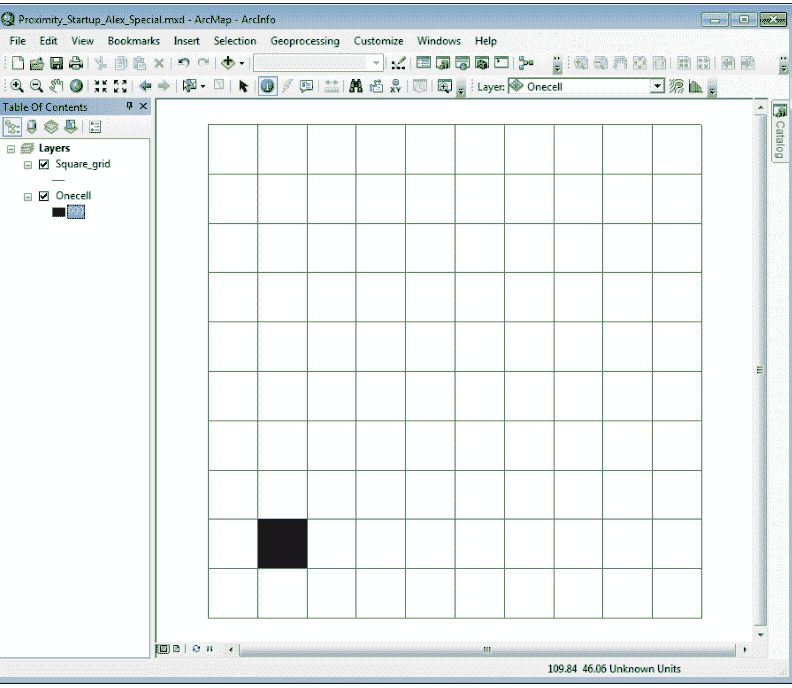 Proximity_Startup_Alex_Special.mxd - ArcMap - ArcInfo
File Edit View Bookmarks Insert Selection Geoprocessing Customize Windows Help
Layer: Onecell
Table Of Contents
Layers
Square_grid
Onecell
Catalog
109.84 46.06 Unknown Units